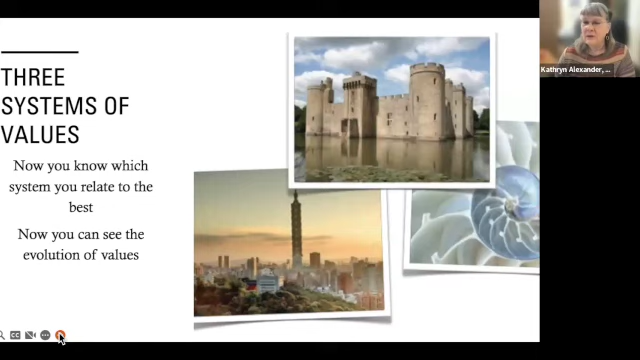 THREE
SYSTEMS OF
VALUES
Now you know which
system you relate to the
best
Now you can see the
evolution of values
Kathryn Alexander, ...
CC